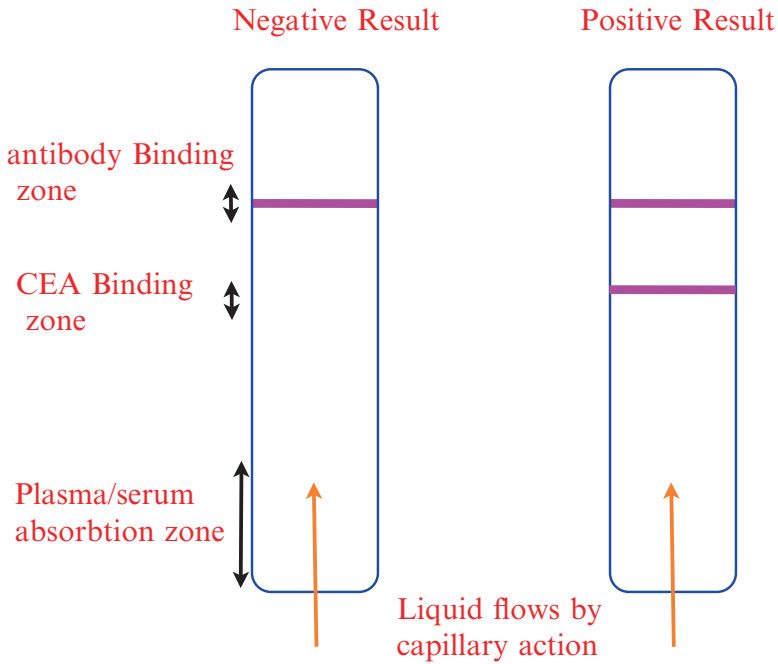 Negative Result
Positive Result
antibody Binding
zone
CEA Binding
zone
Plasma/serum
absorbtion zone
Liquid flows by
capillary action